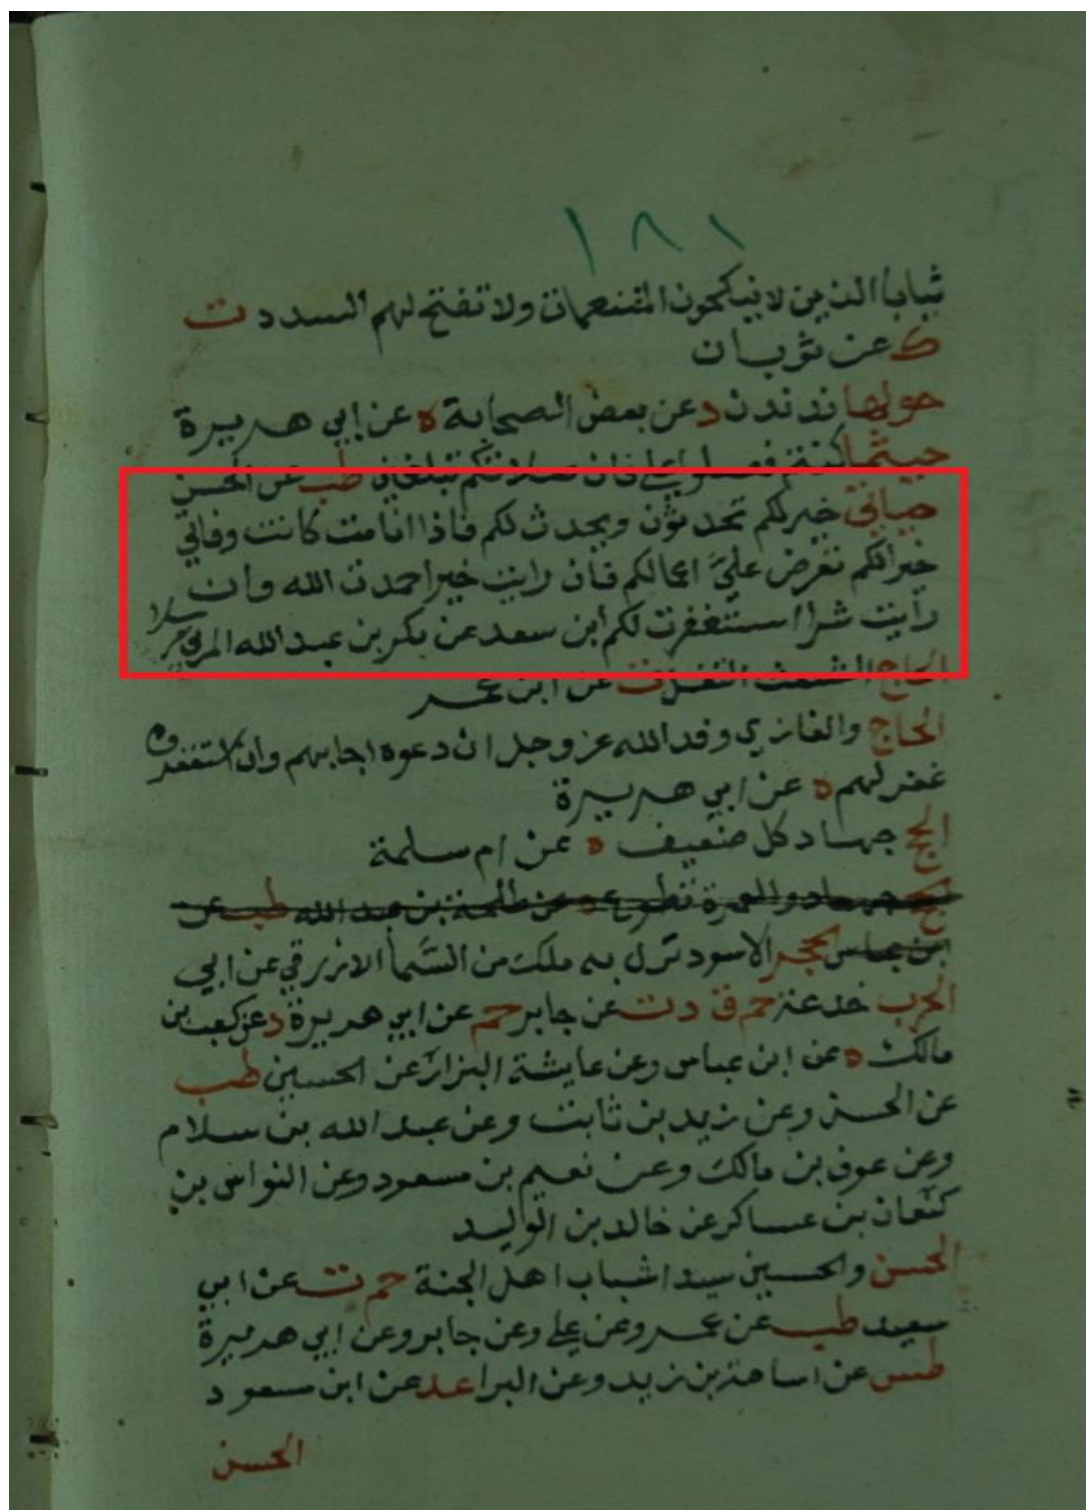 ١٨١
ثيابا الذين لا ينكحون المتنعمات ولا تفتح لهم السدد ت
ك عن ثوبان
حولها ندندن د عن بعض الصحابة ه عن ابي هريرة
حيثما كنتم فصلوا علي فان صلاتكم تبلغني طب عن الحسن
حياتي خير لكم تحدثون ويحدث لكم فاذا انا مت كانت وفاتي
خيرا لكم تعرض علي اعمالكم فان رايت خيرا حمدت الله وان
رايت شرا استغفرت لكم ابن سعد عن بكر بن عبد الله المزني
الحاج الشعث التفل ت عن ابن عمر
الحاج والغازي وفد الله عز وجل ان دعوه اجابهم وان استغفروه
غفر لهم ه عن ابي هريرة
الحج جهاد كل ضعيف ه عن ام سلمة
الحج جهاد والعمرة تطوع ه عن طلحة بن عبد الله طب عن
ابن عباس الحجر الاسود نزل به ملك من السماء الازرقي عن ابي
الحرب خدعة حم ق د ت عن جابر حم عن ابي هريرة د عن كعب بن
مالك ه عن ابن عباس وعن عايشة البزار عن الحسين طب
عن الحسن وعن زيد بن ثابت وعن عبد الله بن سلام
وعن عوف بن مالك وعن نعيم بن مسعود وعن النواس بن
كنعان بن عساكر عن خالد بن الوليد
الحسن والحسين سيدا شباب اهل الجنة حم ت عن ابي
سعيد طب عن عمر وعن علي وعن جابر وعن ابي هريرة
طس عن اسامة بن زيد وعن البرا عد عن ابن مسعود
الحسن